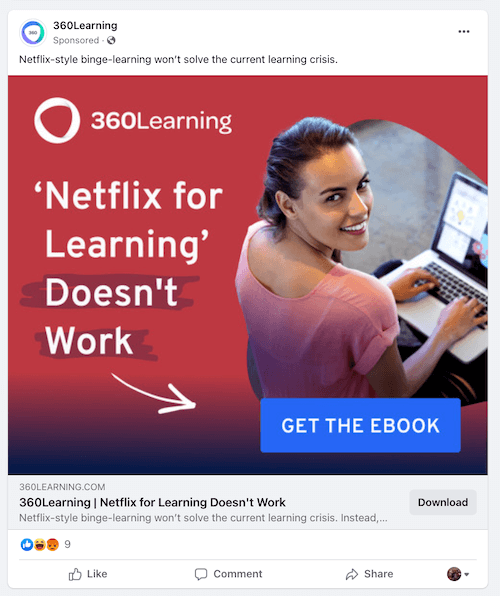 360Learning
Sponsored ·
Netflix-style binge-learning won't solve the current learning crisis.
360Learning
‘Netflix for
Learning’
Doesn't
Work
GET THE EBOOK
360LEARNING.COM
360Learning | Netflix for Learning Doesn't Work
Netflix-style binge-learning won't solve the current learning crisis. Instead,...
Download
9
Like
Comment
Share